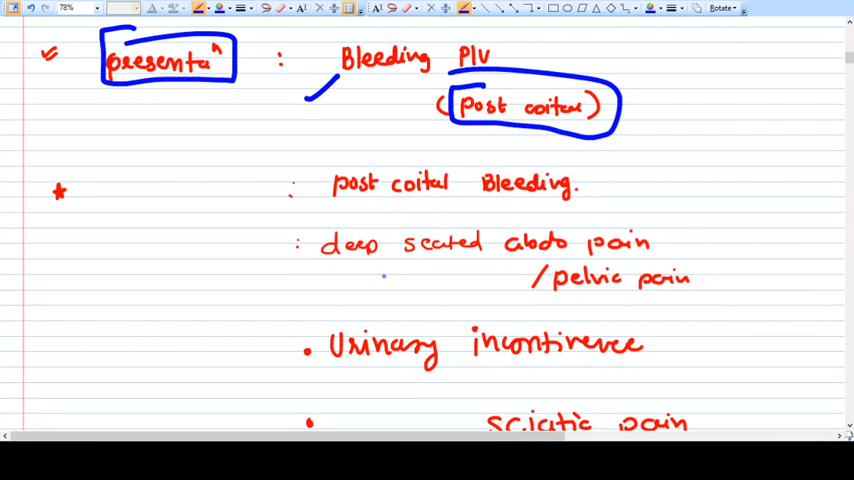 78%
Rotate
presentaⁿ : Bleeding P/V
(post coital)
: post coital Bleeding.
: deep seated abdo pain
/pelvic pain
• Urinary incontinence
• sciatic pain